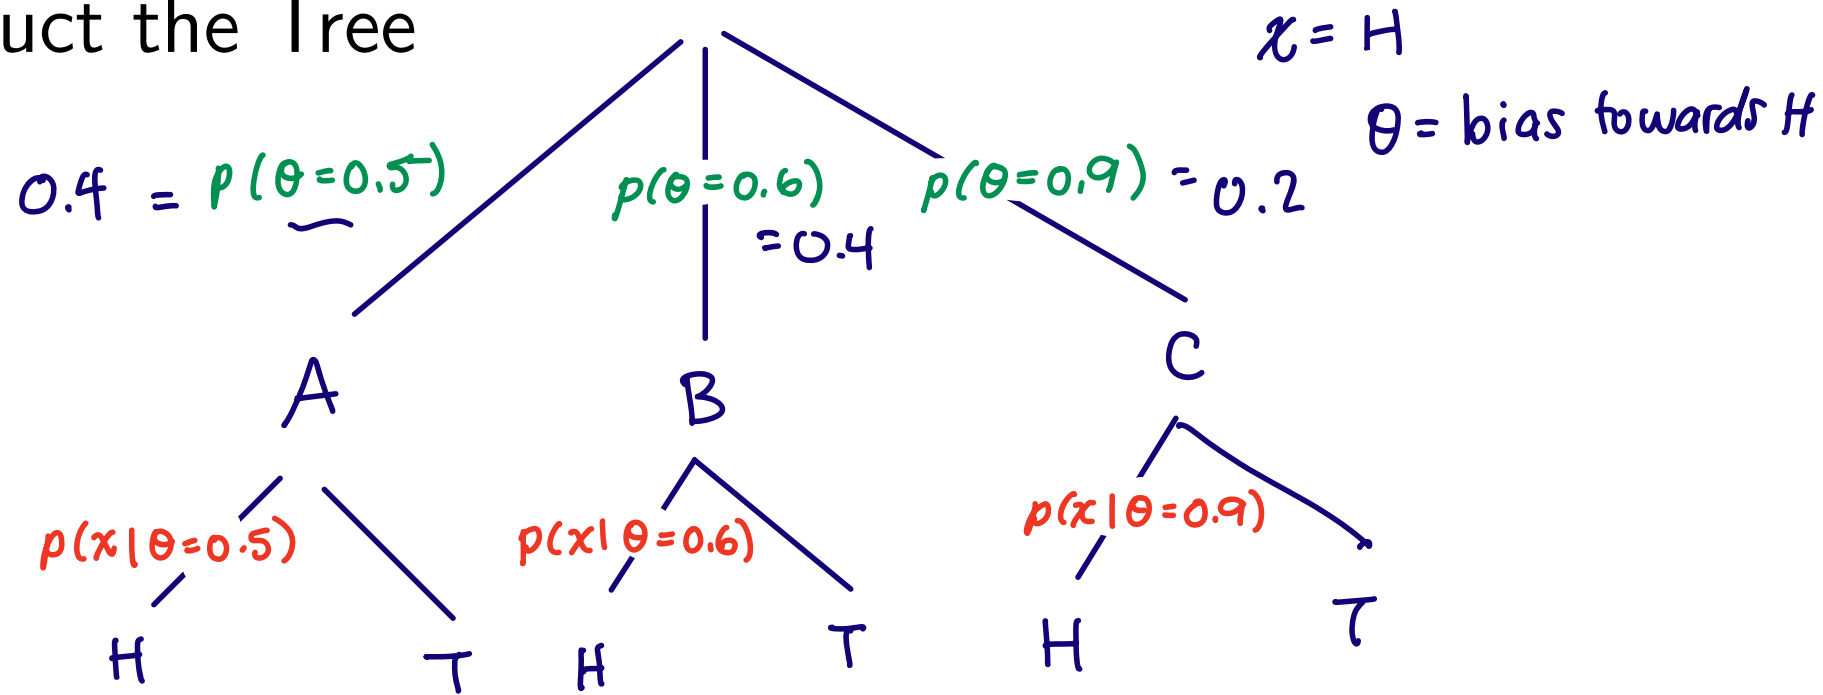 uct the Tree
x = H
θ = bias towards H
0.4 = p(θ=0.5)
p(θ=0.6)
= 0.4
p(θ=0.9) = 0.2
A
B
C
p(x|θ=0.5)
p(x|θ=0.6)
p(x|θ=0.9)
H
T
H
T
H
T